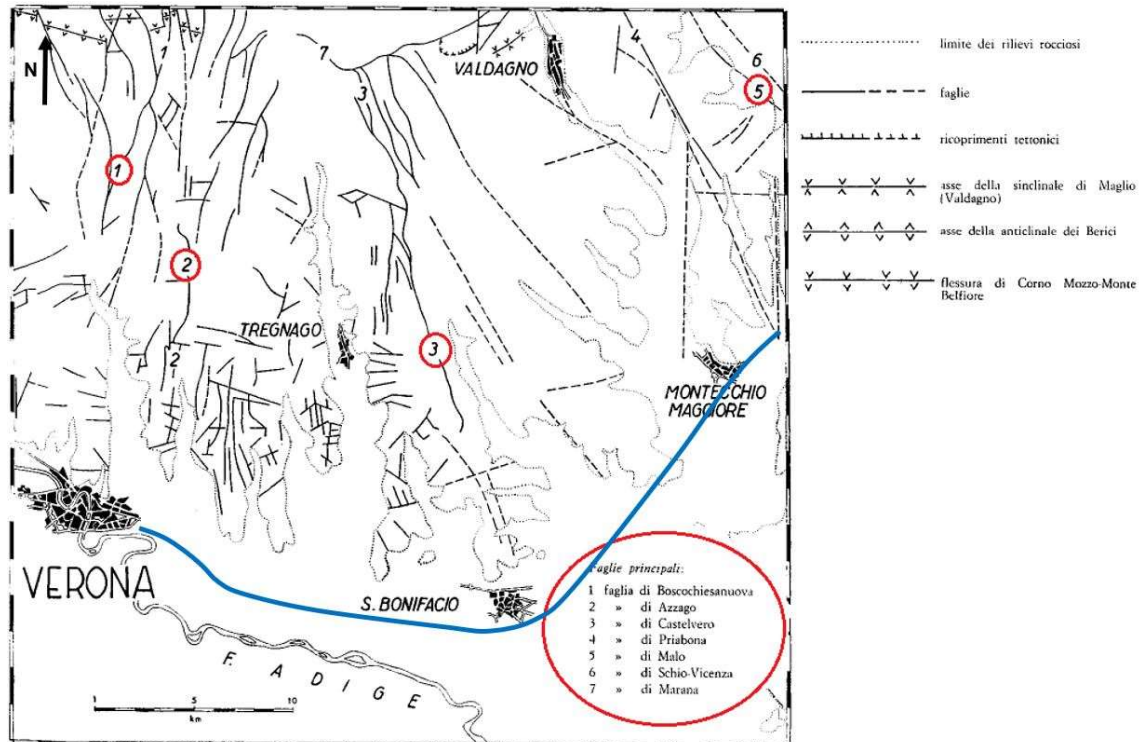 N
1
7
4
6
5
VALDAGNO
3
1
2
TREGNAGO
3
2
MONTECCHIO
MAGGIORE
VERONA
S. BONIFACIO
F. ADIGE
1 5 10
km
Faglie principali:
1 faglia di Boscochiesanuova
2 » di Azzago
3 » di Castelvero
4 » di Priabona
5 » di Malo
6 » di Schio-Vicenza
7 » di Marana
limite dei rilievi rocciosi
faglie
ricoprimenti tettonici
asse della sinclinale di Maglio
(Valdagno)
asse della anticlinale dei Berici
flessura di Corno Mozzo-Monte
Belfiore